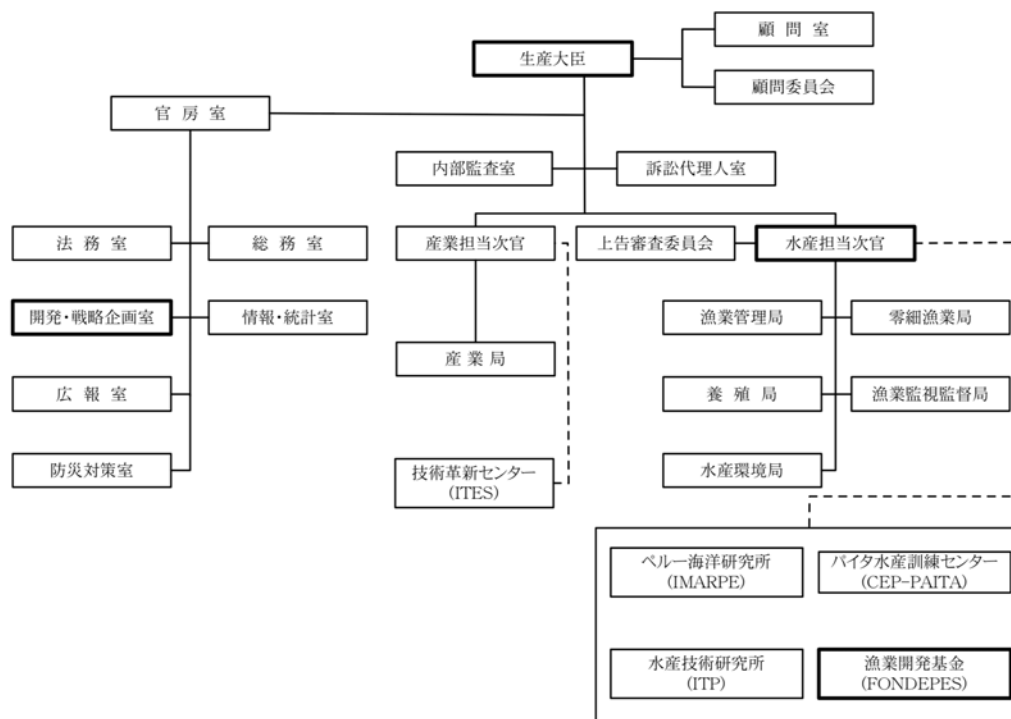 顧 問 室
生産大臣
顧問委員会
官 房 室
内部監査室
訴訟代理人室
法 務 室
総 務 室
産業担当次官
上告審査委員会
水産担当次官
開発・戦略企画室
情報・統計室
漁業管理局
零細漁業局
産 業 局
広 報 室
養 殖 局
漁業監視監督局
防災対策室
技術革新センター
(ITES)
水産環境局
ペルー海洋研究所
(IMARPE)
パイタ水産訓練センター
(CEP-PAITA)
水産技術研究所
(ITP)
漁業開発基金
(FONDEPES)